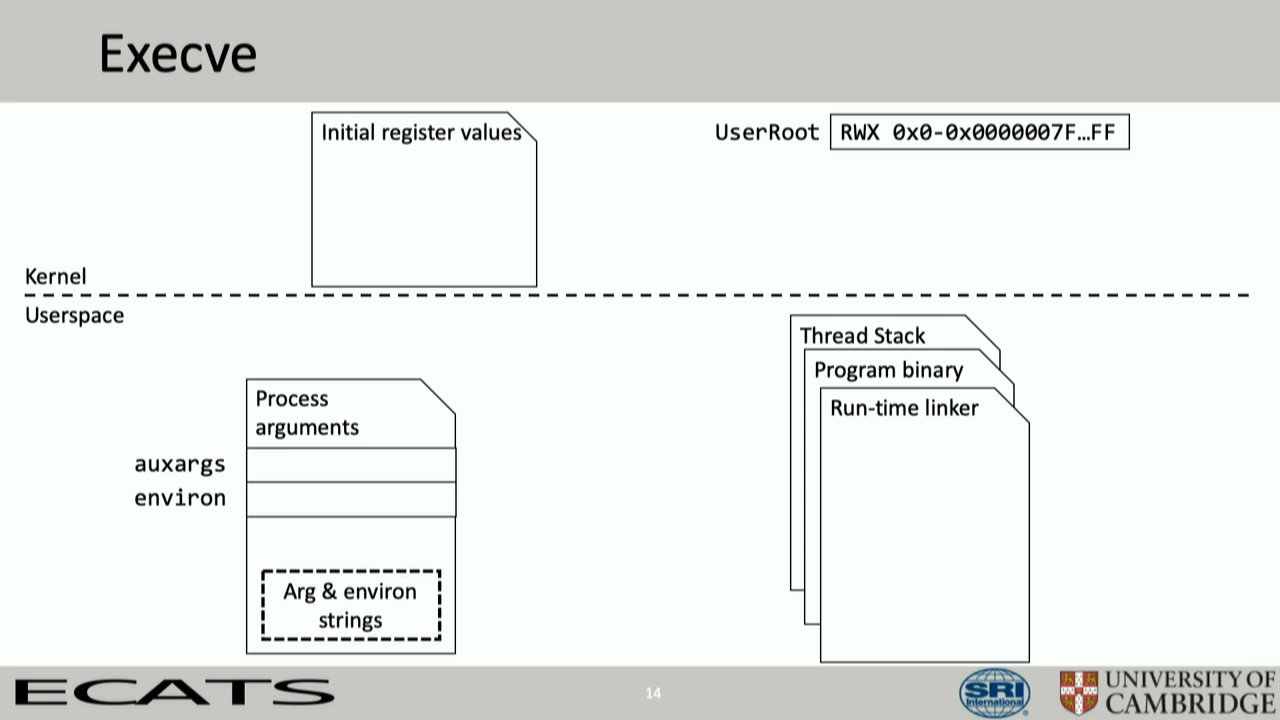 Execve
Initial register values
UserRoot
RWX 0x0-0x0000007F…FF
Kernel
Userspace
Thread Stack
Program binary
Run-time linker
Process
arguments
auxargs
environ
Arg & environ
strings
ECATS
14
SRI
International
UNIVERSITY OF
CAMBRIDGE